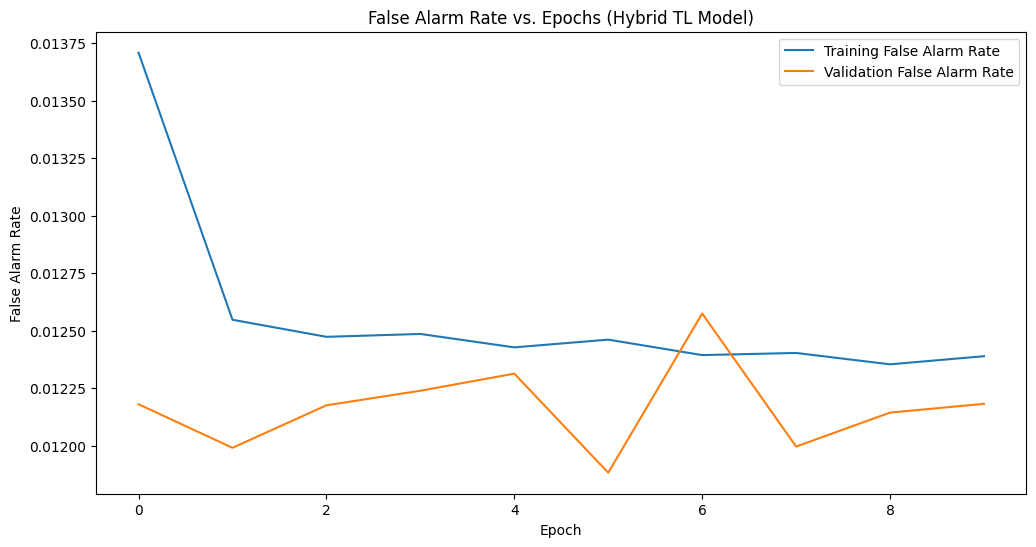 False Alarm Rate vs. Epochs (Hybrid TL Model)
Training False Alarm Rate
Validation False Alarm Rate
False Alarm Rate
0.01375
0.01350
0.01325
0.01300
0.01275
0.01250
0.01225
0.01200
0 2 4 6 8
Epoch